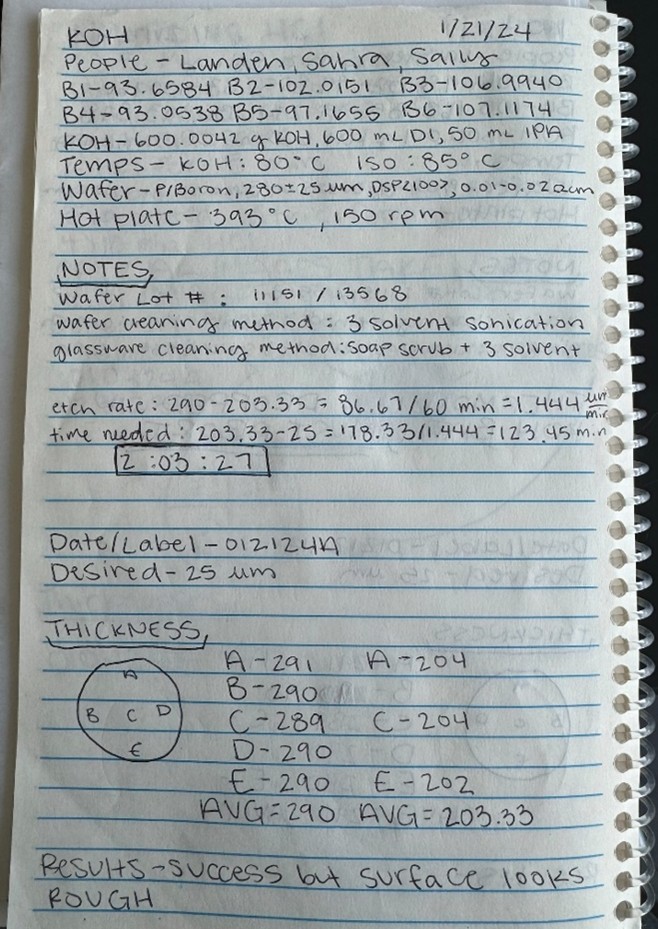 KOH 1/21/24
People - Landen, Sahra, Sally
B1-93.6584 B2-102.0151 B3-106.9940
B4-93.0538 B5-97.1655 B6-107.1174
KOH-600.0042 g KOH, 600 mL DI, 50 mL IPA
Temps - KOH: 80°C ISO: 85°C
Wafer - P/Boron, 280±25 um, DSP<100>, 0.01-0.02 Ωcm
Hot plate - 393°C, 150 rpm
NOTES
Wafer Lot #: 11151 / 13568
wafer cleaning method: 3 solvent sonication
glassware cleaning method: soap scrub + 3 solvent
etch rate: 290-203.33 = 86.67/60 min = 1.444 um/min
time needed: 203.33-25 = 178.33/1.444 = 123.45 min
2:03:27
Date/Label - 012124A
Desired - 25 um
THICKNESS
A-291 A-204
A
B-290
B C D
C-289 C-204
D-290
E
E-290 E-202
AVG=290 AVG=203.33
Results - success but surface looks
ROUGH